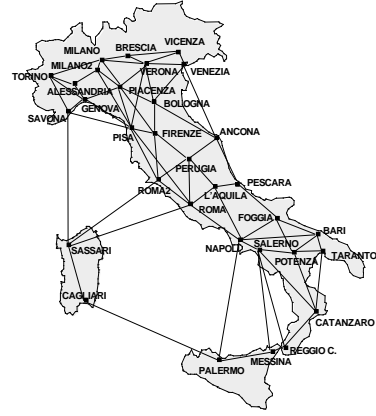 VICENZA
BRESCIA
MILANO
MILANO2
VERONA
VENEZIA
TORINO
ALESSANDRIA
PIACENZA
GENOVA
BOLOGNA
SAVONA
PISA
FIRENZE
ANCONA
PERUGIA
ROMA2
L'AQUILA
PESCARA
ROMA
FOGGIA
BARI
NAPOLI
SALERNO
SASSARI
POTENZA
TARANTO
CAGLIARI
CATANZARO
REGGIO C.
MESSINA
PALERMO